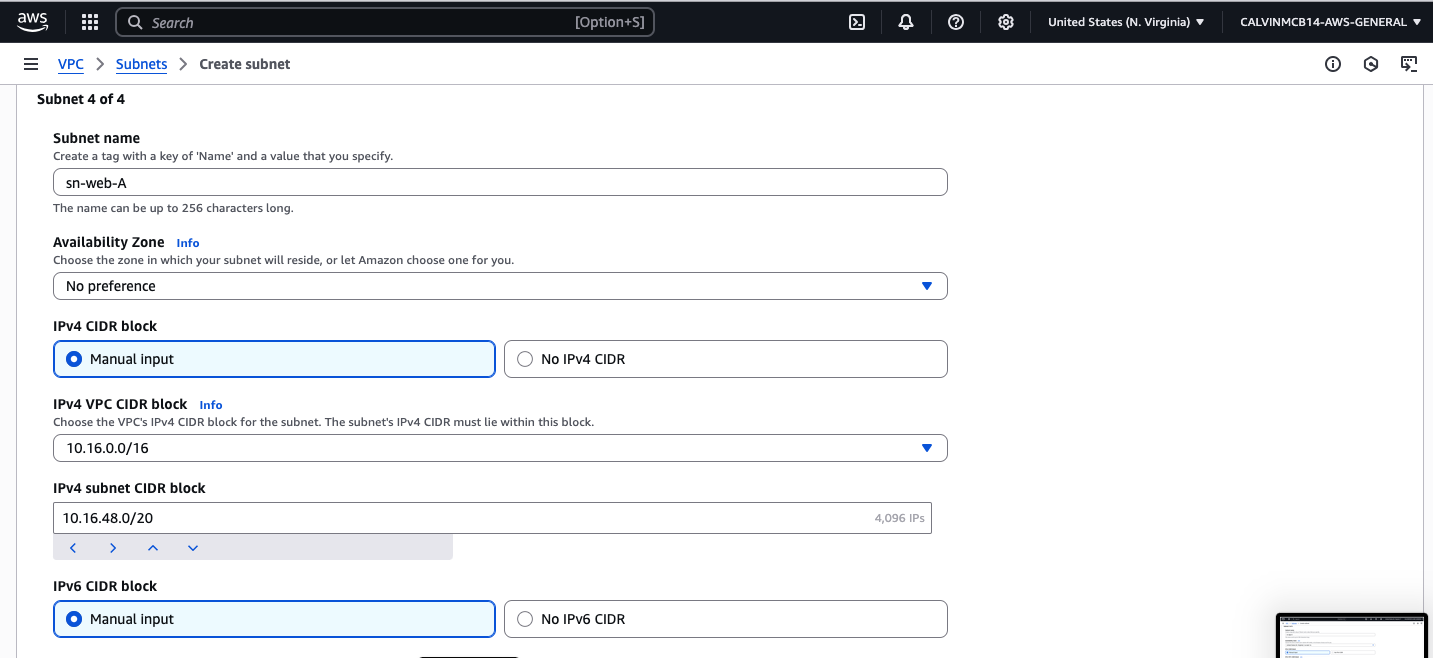 aws
Search [Option+S] United States (N. Virginia) CALVINMCB14-AWS-GENERAL
VPC Subnets Create subnet
Subnet 4 of 4
Subnet name
Create a tag with a key of 'Name' and a value that you specify.
sn-web-A
The name can be up to 256 characters long.
Availability Zone Info
Choose the zone in which your subnet will reside, or let Amazon choose one for you.
No preference
IPv4 CIDR block
Manual input No IPv4 CIDR
IPv4 VPC CIDR block Info
Choose the VPC's IPv4 CIDR block for the subnet. The subnet's IPv4 CIDR must lie within this block.
10.16.0.0/16
IPv4 subnet CIDR block
10.16.48.0/20 4,096 IPs
IPv6 CIDR block
Manual input No IPv6 CIDR